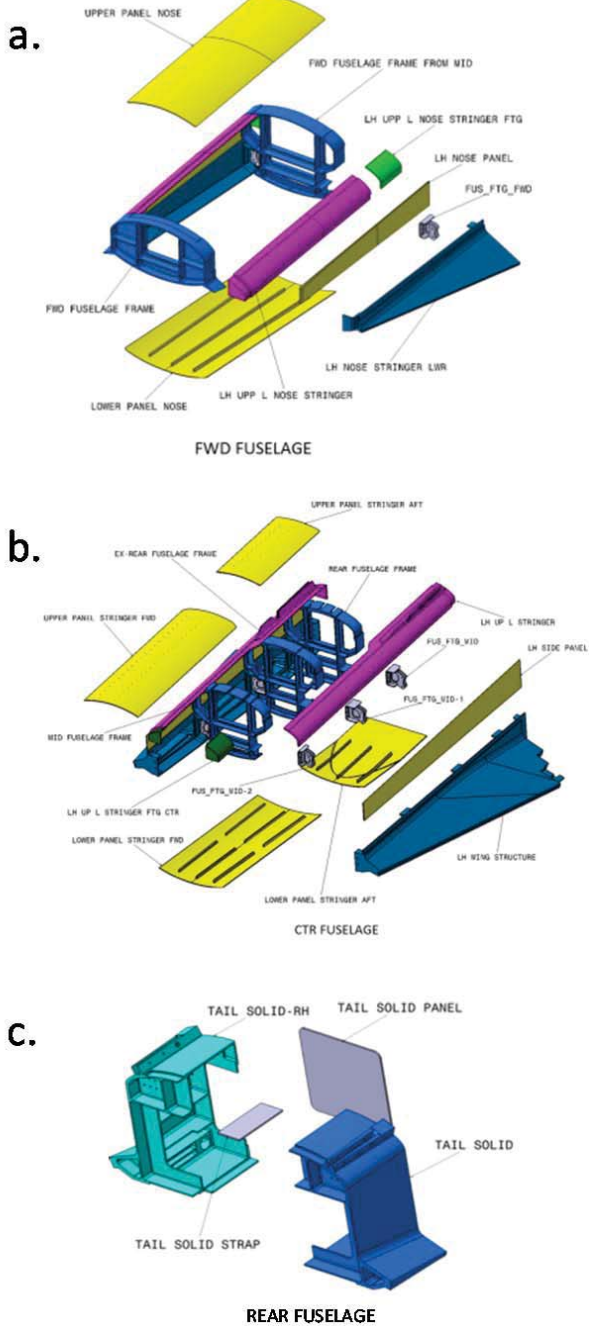 a.
UPPER PANEL NOSE
FWD FUSELAGE FRAME FROM MID
LH UPP L NOSE STRINGER FTG
LH NOSE PANEL
FUS_FTG_FWD
FWD FUSELAGE FRAME
LH NOSE STRINGER LWR
LH UPP L NOSE STRINGER
LOWER PANEL NOSE
FWD FUSELAGE
b.
UPPER PANEL STRINGER AFT
EX-REAR FUSELAGE FRAME
REAR FUSELAGE FRAME
UPPER PANEL STRINGER FWD
LH UP L STRINGER
FUS_FTG_MID
LH SIDE PANEL
FUS_FTG_MID-1
MID FUSELAGE FRAME
FUS_FTG_MID-2
LH UP L STRINGER FTG CTR
LOWER PANEL STRINGER FND
LH WING STRUCTURE
LOWER PANEL STRINGER AFT
CTR FUSELAGE
c.
TAIL SOLID-RH
TAIL SOLID PANEL
TAIL SOLID
TAIL SOLID STRAP
REAR FUSELAGE